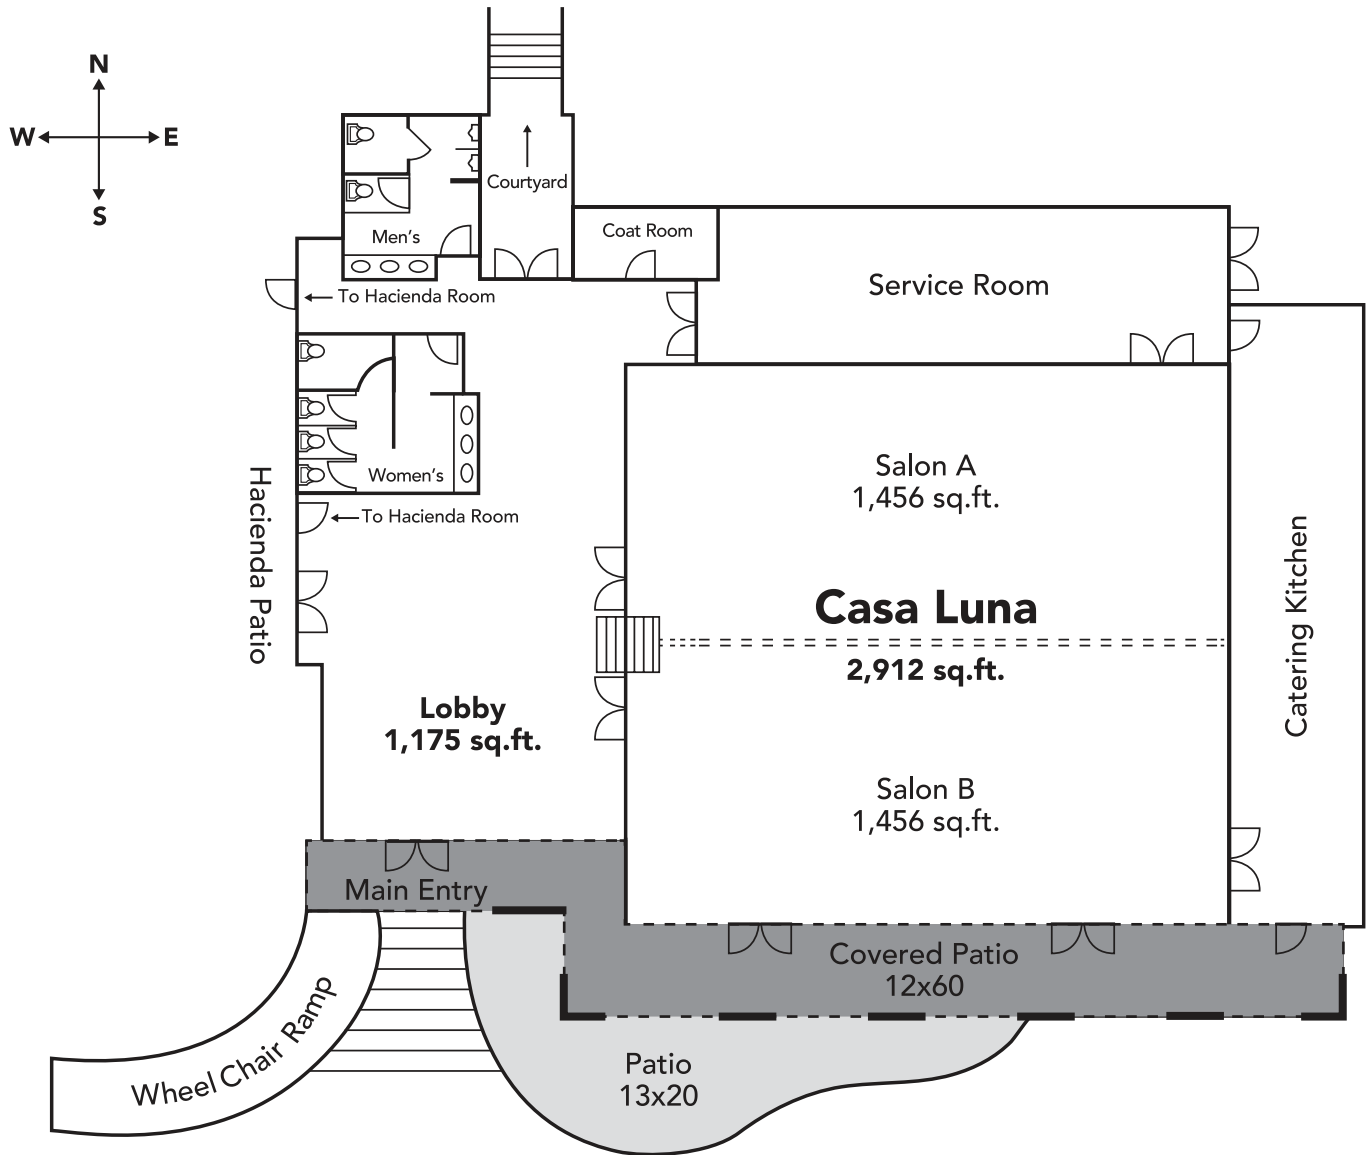 N
W E
S
Courtyard
Men's
Coat Room
Service Room
To Hacienda Room
Women's
To Hacienda Room
Hacienda Patio
Salon A
1,456 sq.ft.
Casa Luna
2,912 sq.ft.
Catering Kitchen
Lobby
1,175 sq.ft.
Salon B
1,456 sq.ft.
Main Entry
Covered Patio
12x60
Wheel Chair Ramp
Patio
13x20